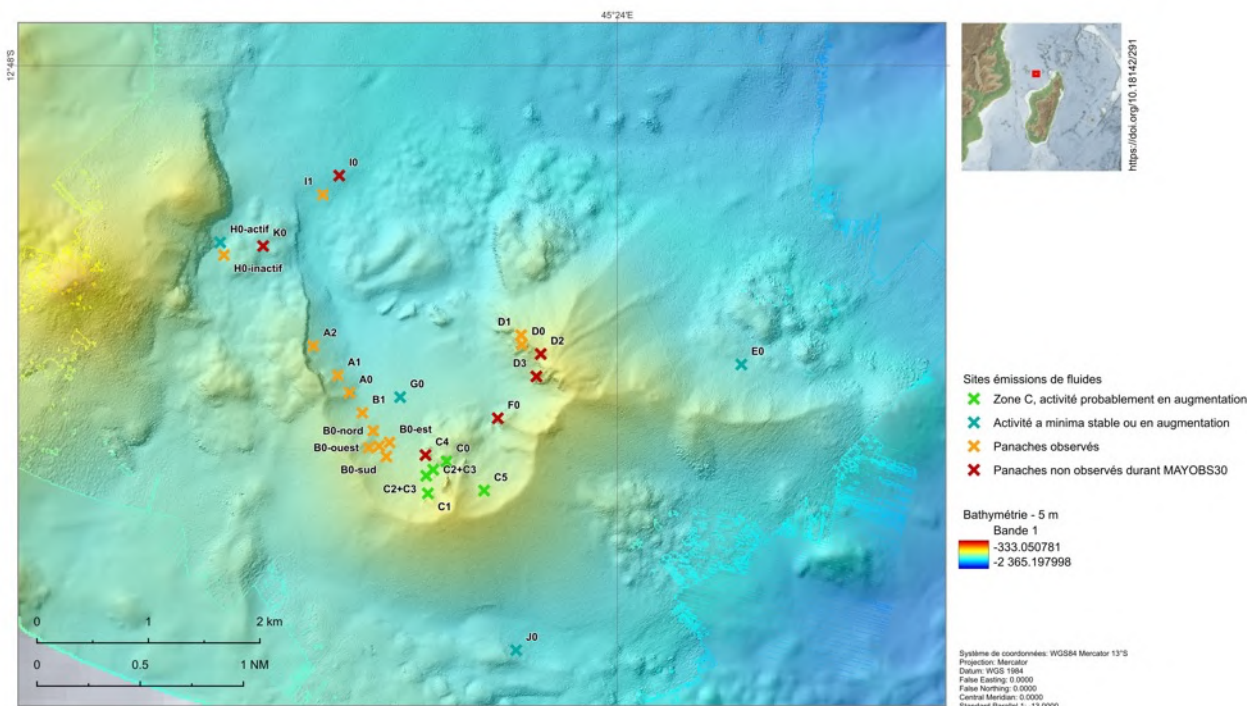 45°24'E
12°48'S
https://doi.org/10.18142/291
I0
I1
H0-actif
K0
H0-inactif
D1
D0
A2
D2
E0
D3
A1
A0
G0
B1
F0
B0-nord
B0-est
B0-ouest
C4
C0
B0-sud
C2+C3
C5
C2+C3
C1
J0
0 1 2 km
0 0.5 1 NM
Sites émissions de fluides
Zone C, activité probablement en augmentation
Activité a minima stable ou en augmentation
Panaches observés
Panaches non observés durant MAYOBS30
Bathymétrie - 5 m
Bande 1
-333.050781
-2 365.197998
Système de coordonnées: WGS84 Mercator 13°S
Projection: Mercator
Datum: WGS 1984
False Easting: 0.0000
False Northing: 0.0000
Central Meridian: 0.0000
Standard Parallel 1: -13.0000